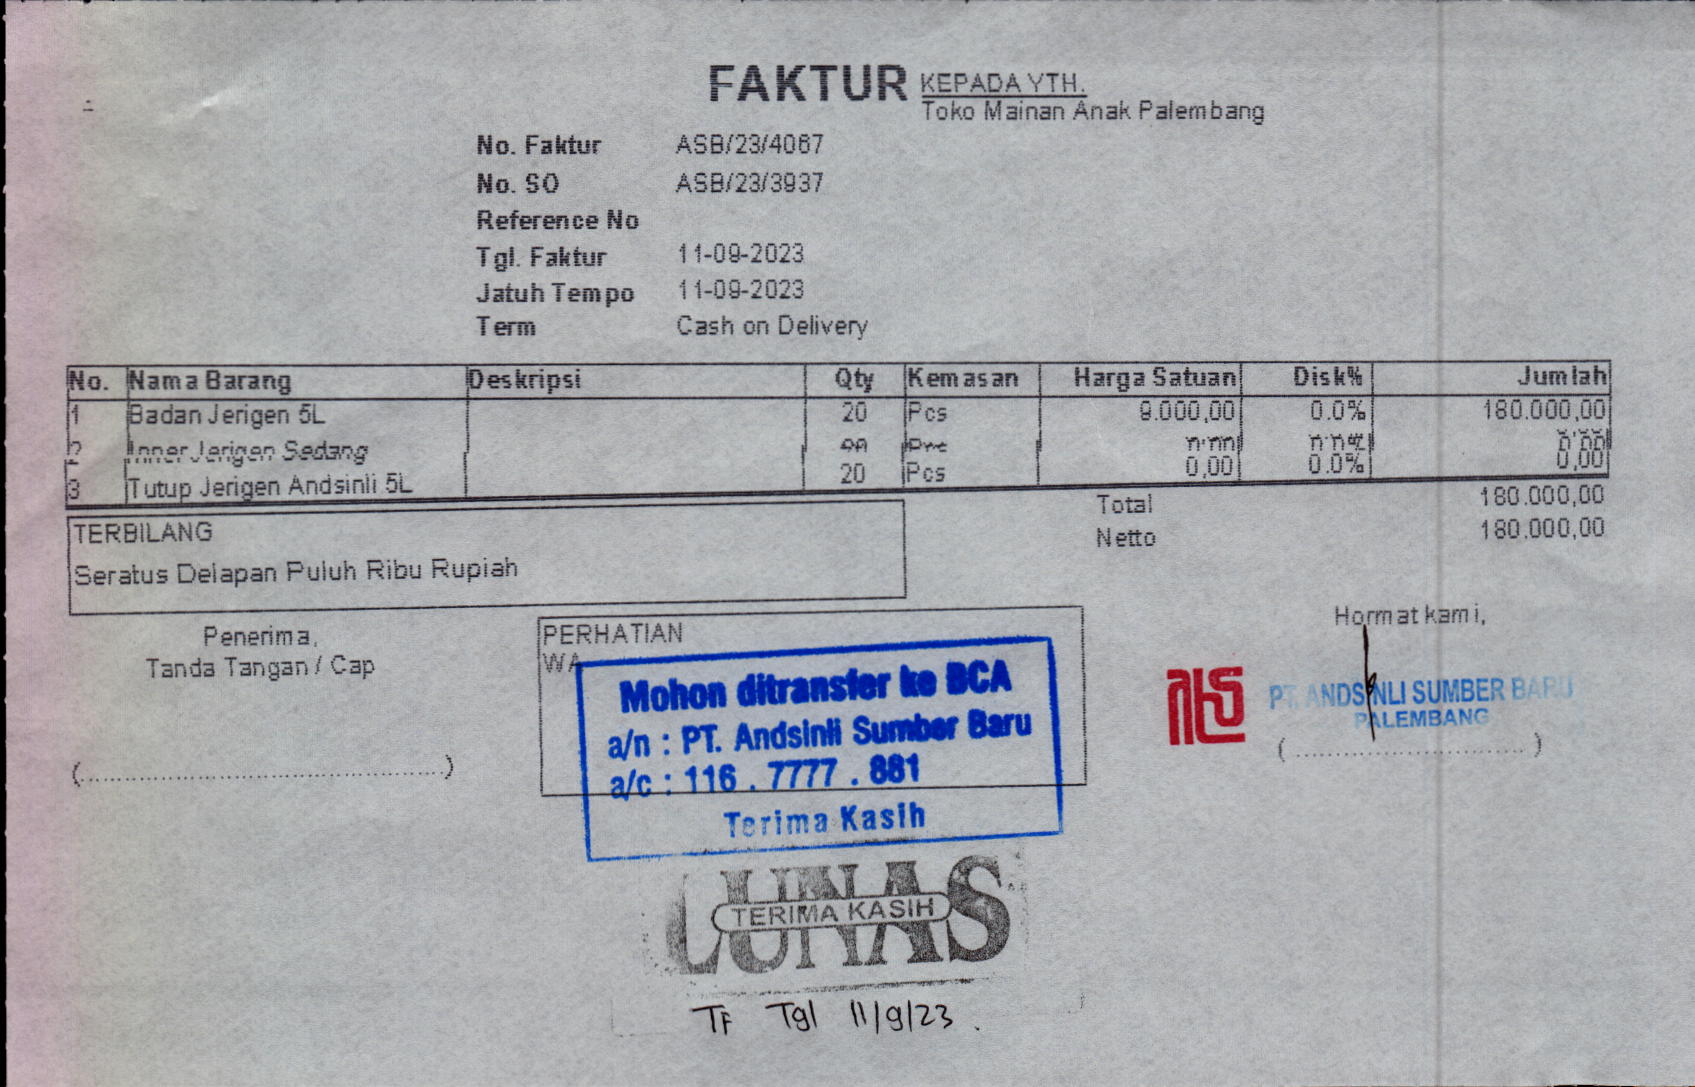 FAKTUR KEPADA YTH.
Toko Mainan Anak Palembang
No. Faktur ASB/23/4067
No. SO ASB/23/3937
Reference No
Tgl. Faktur 11-09-2023
Jatuh Tempo 11-09-2023
Term Cash on Delivery
No. Nama Barang Deskripsi Qty Kemasan Harga Satuan Disk% Jumlah
1 Badan Jerigen 5L 20 Pcs 9.000,00 0.0% 180.000,00
2 Inner Jerigen Sedang
3 Tutup Jerigen Andsinli 5L 20 Pcs 0,00 0.0% 0,00
Total 180.000,00
Netto 180.000,00
TERBILANG
Seratus Delapan Puluh Ribu Rupiah
Penerima,
Tanda Tangan / Cap
(............................................)
PERHATIAN
WA
Mohon ditransfer ke BCA
a/n : PT. Andsinli Sumber Baru
a/c : 116 . 7777 . 881
Terima Kasih
Hormat kami,
PT. ANDSINLI SUMBER BARU
PALEMBANG
(..............................)
LUNAS
TERIMA KASIH
TF Tgl 11/9/23.